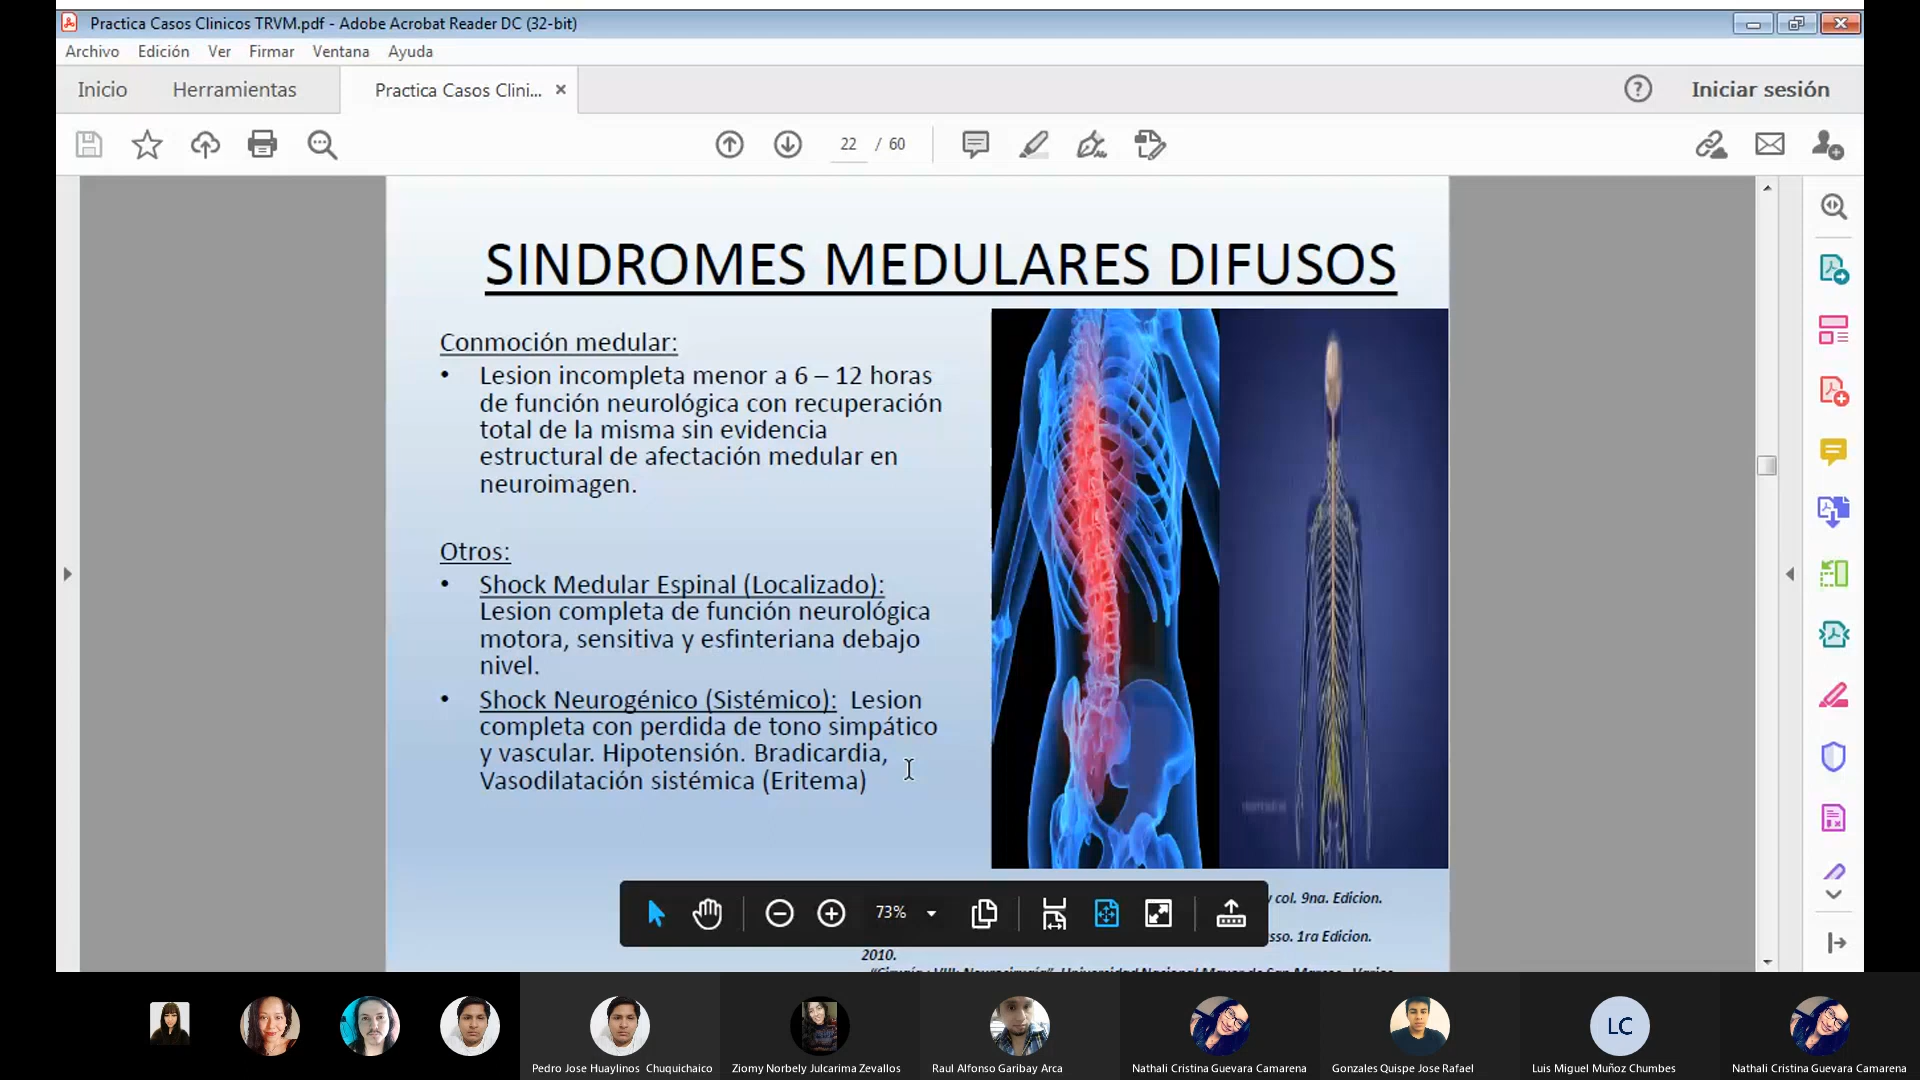 Practica Casos Clinicos TRVM.pdf - Adobe Acrobat Reader DC (32-bit)
Archivo Edición Ver Firmar Ventana Ayuda
Inicio Herramientas Practica Casos Clini... Iniciar sesión
22 / 60
SINDROMES MEDULARES DIFUSOS
Conmoción medular:
• Lesion incompleta menor a 6 – 12 horas
de función neurológica con recuperación
total de la misma sin evidencia
estructural de afectación medular en
neuroimagen.
Otros:
• Shock Medular Espinal (Localizado):
Lesion completa de función neurológica
motora, sensitiva y esfinteriana debajo
nivel.
• Shock Neurogénico (Sistémico): Lesion
completa con perdida de tono simpático
y vascular. Hipotensión. Bradicardia,
Vasodilatación sistémica (Eritema)
y col. 9na. Edicion.
73%
sso. 1ra Edicion.
2010.
LC
Pedro Jose Huaylinos Chuquichaico
Ziomy Norbely Julcarima Zevallos
Raul Alfonso Garibay Arca
Nathali Cristina Guevara Camarena
Gonzales Quispe Jose Rafael
Luis Miguel Muñoz Chumbes
Nathali Cristina Guevara Camarena